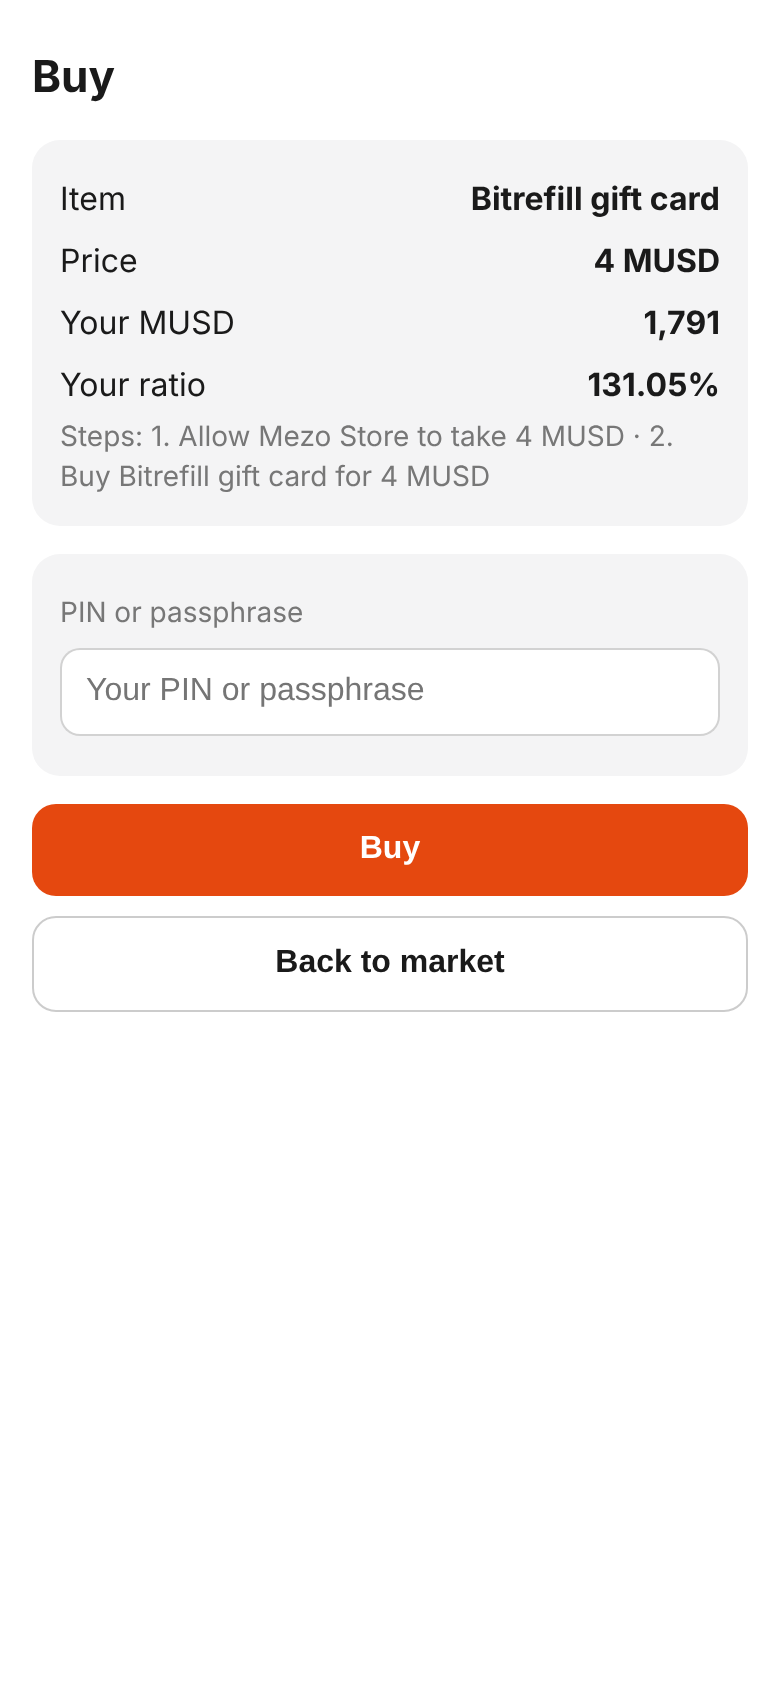 Buy
Item Bitrefill gift card
Price 4 MUSD
Your MUSD 1,791
Your ratio 131.05%
Steps: 1. Allow Mezo Store to take 4 MUSD · 2.
Buy Bitrefill gift card for 4 MUSD
PIN or passphrase
Your PIN or passphrase
Buy
Back to market